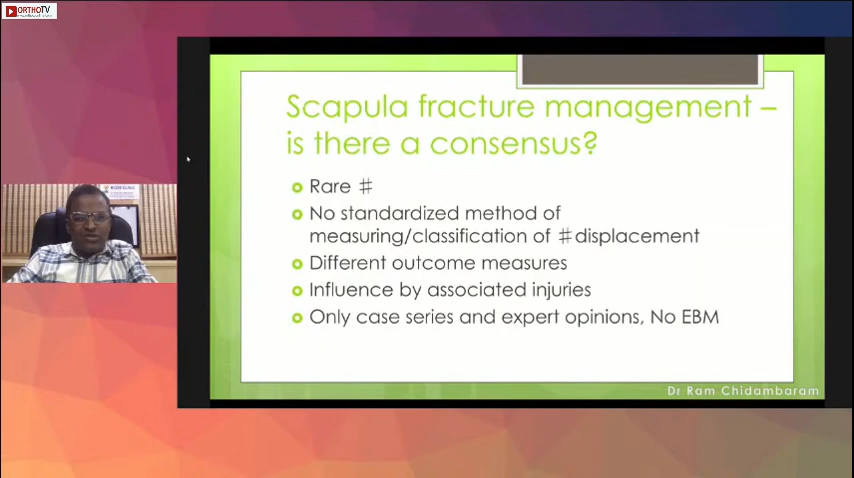 ORTHOTV
Scapula fracture management –
is there a consensus?
Rare #
No standardized method of
measuring/classification of # displacement
Different outcome measures
Influence by associated injuries
Only case series and expert opinions, No EBM
Dr Ram Chidambaram